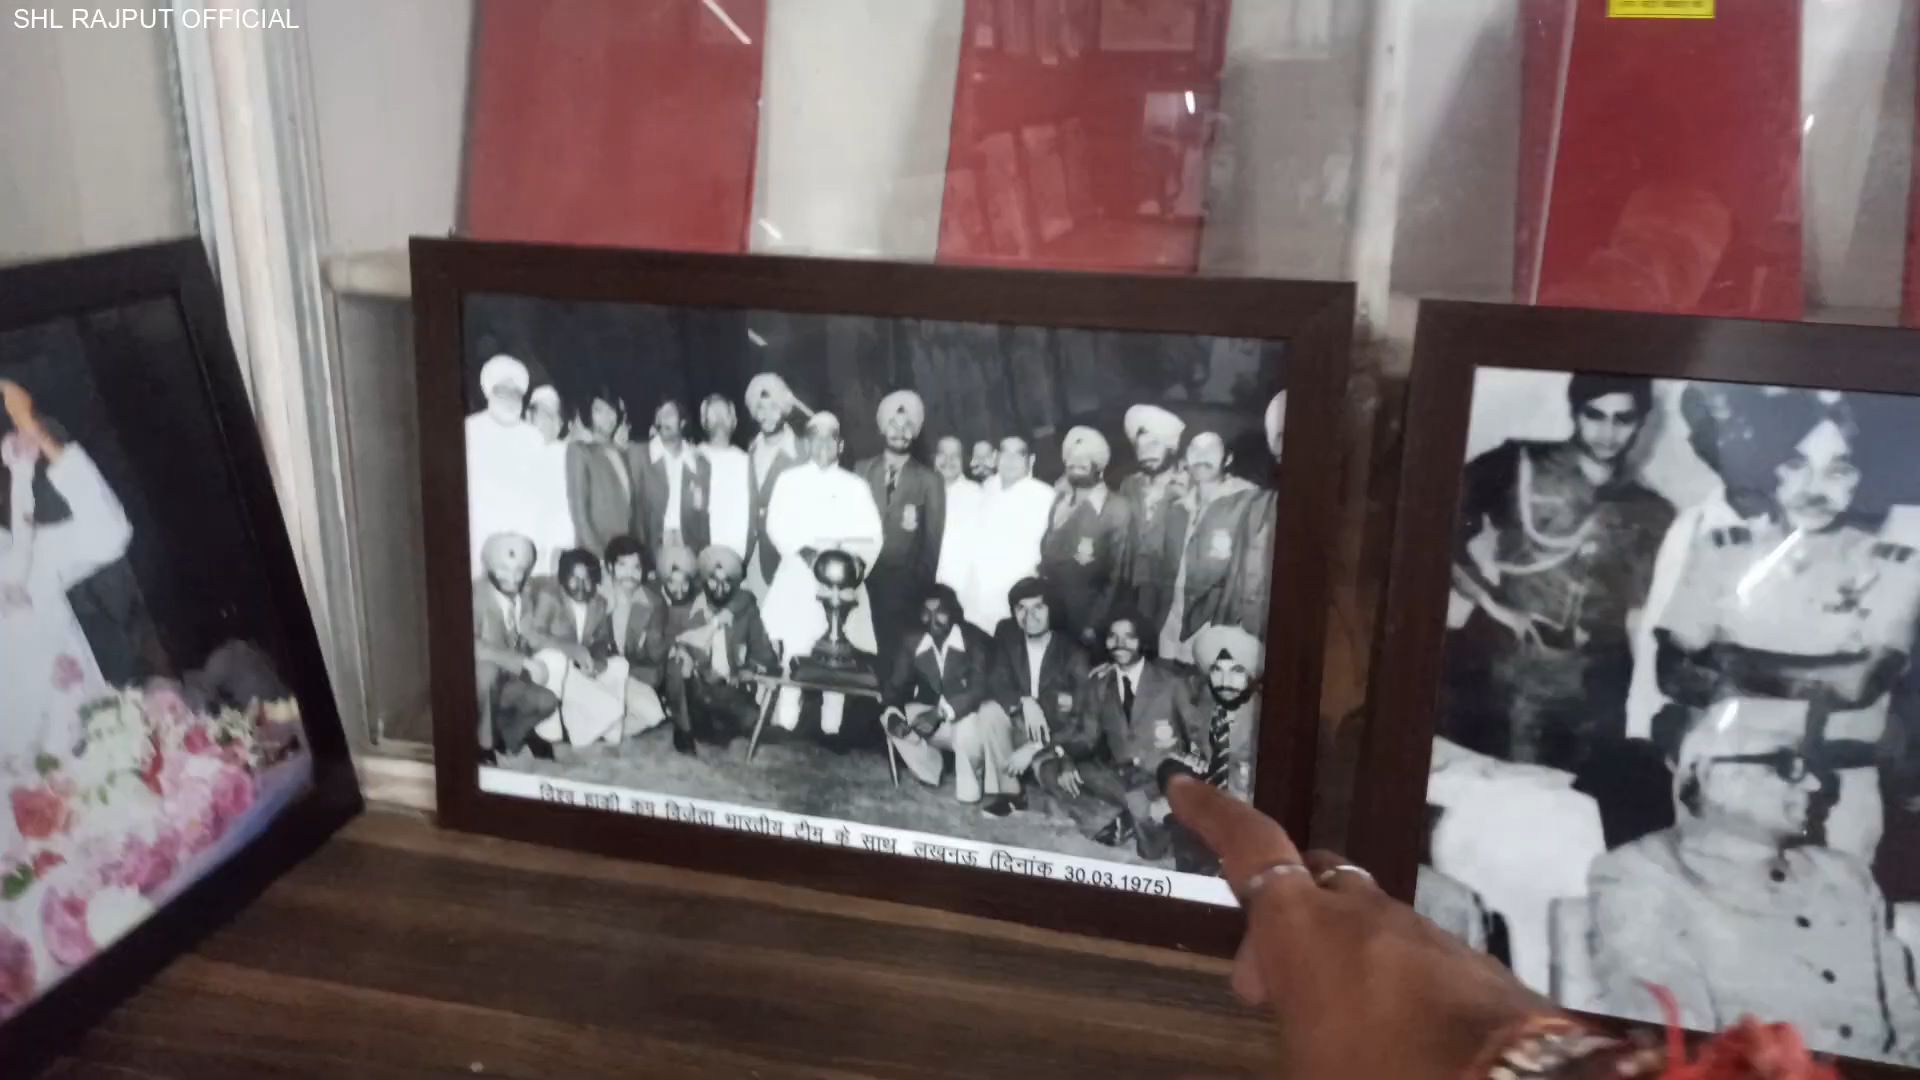 SHL RAJPUT OFFICIAL
विश्व हाकी कप विजेता भारतीय टीम के साथ, लखनऊ (दिनांक 30.03.1975)